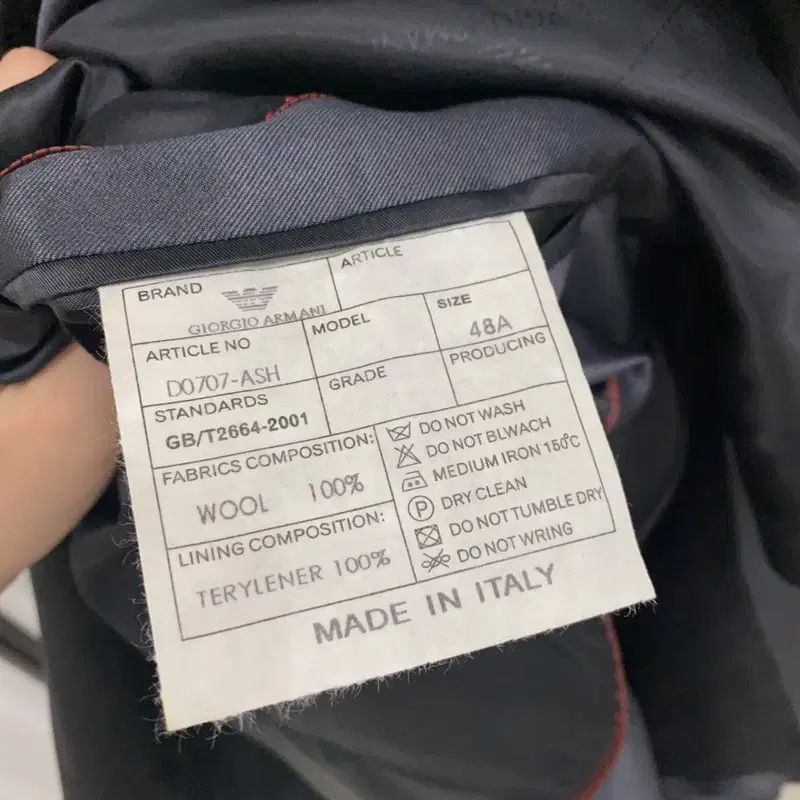 BRAND
GIORGIO ARMANI
ARTICLE
ARTICLE NO
D0707-ASH
MODEL
SIZE
48A
STANDARDS
GB/T2664-2001
GRADE
PRODUCING
FABRICS COMPOSITION:
WOOL 100%
LINING COMPOSITION:
TERYLENER 100%
DO NOT WASH
DO NOT BLWACH
MEDIUM IRON 150°C
P DRY CLEAN
DO NOT TUMBLE DRY
DO NOT WRING
MADE IN ITALY